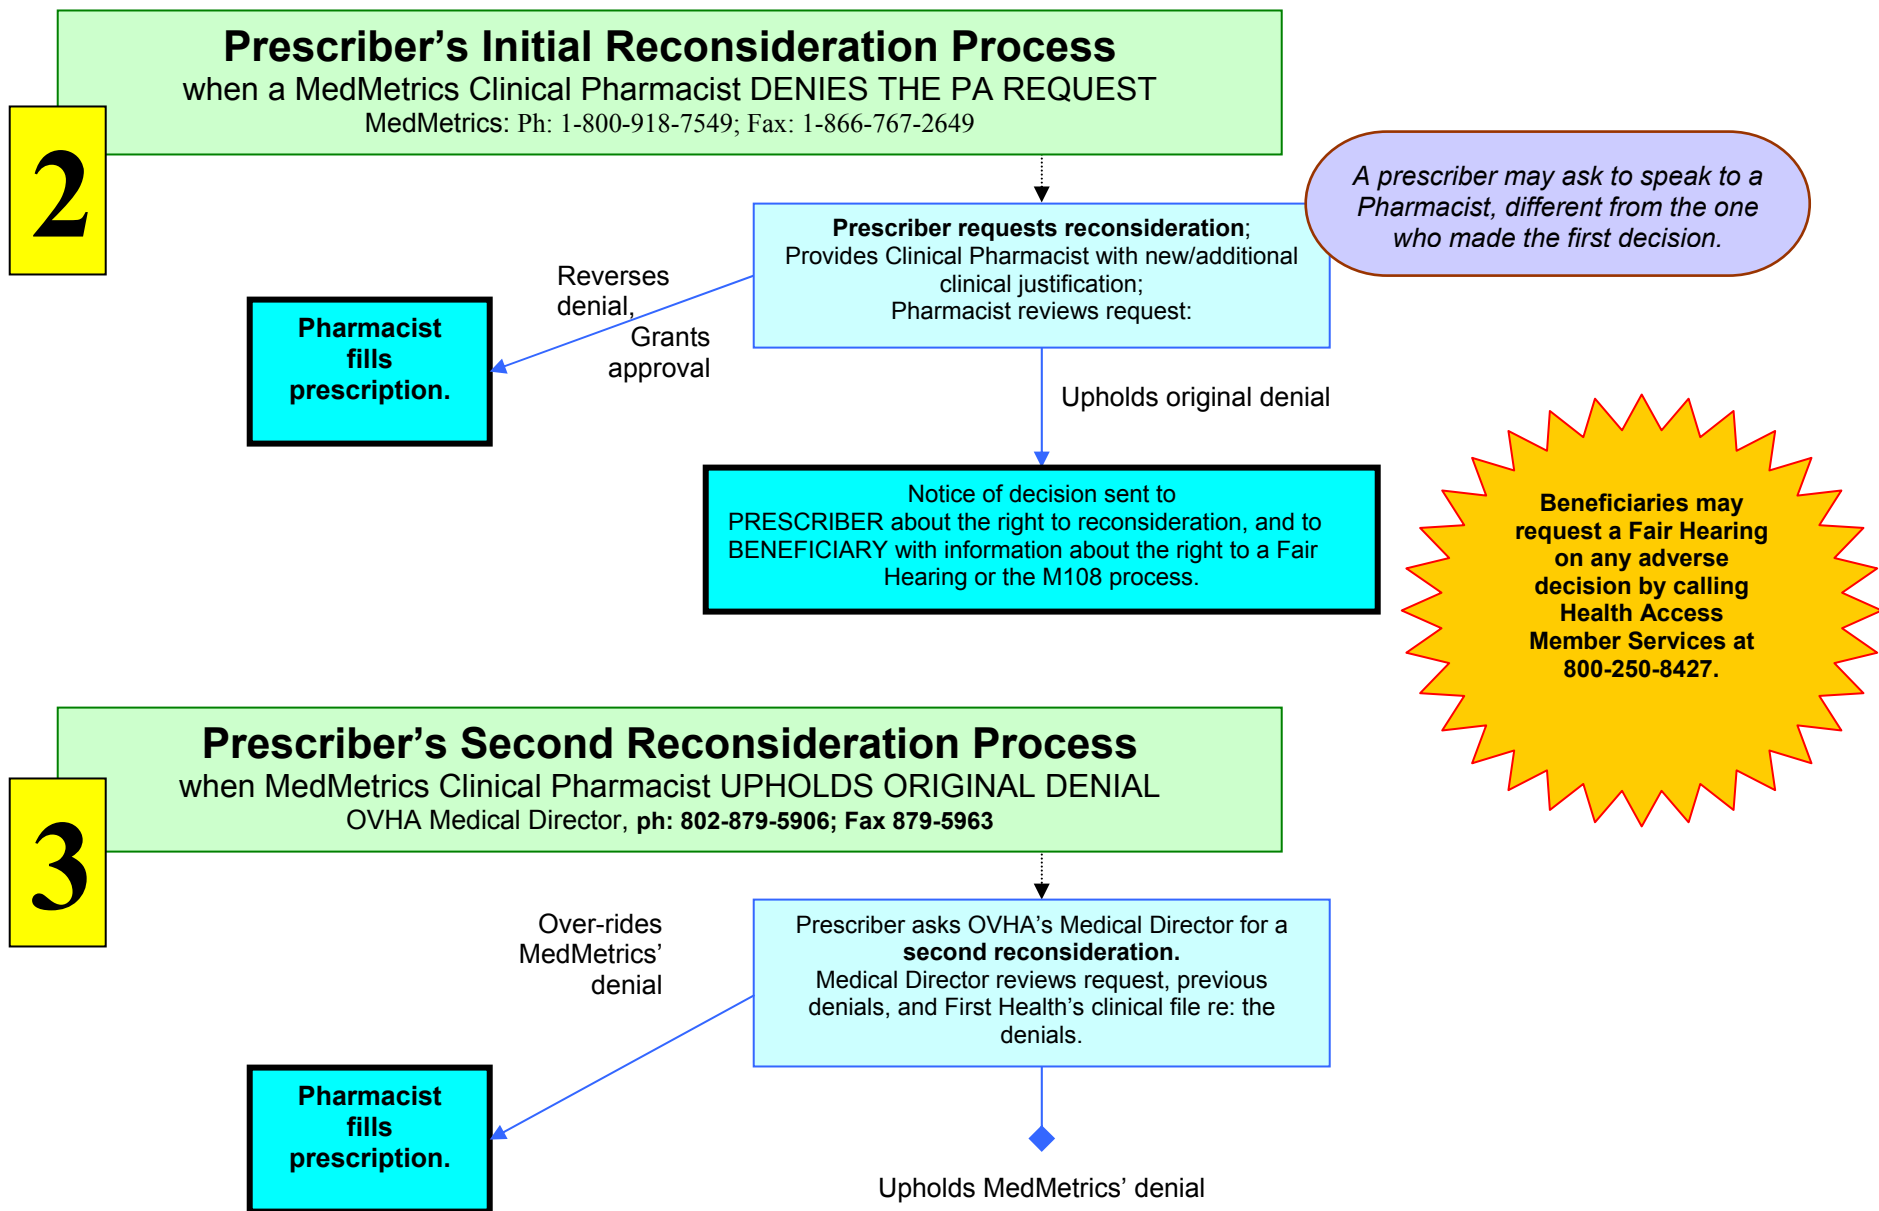 Prescriber’s Initial Reconsideration Process
when a MedMetrics Clinical Pharmacist DENIES THE PA REQUEST
MedMetrics: Ph: 1-800-918-7549; Fax: 1-866-767-2649
2
A prescriber may ask to speak to a
Pharmacist, different from the one
who made the first decision.
Prescriber requests reconsideration;
Provides Clinical Pharmacist with new/additional
clinical justification;
Pharmacist reviews request:
Reverses
denial,
Grants
approval
Pharmacist
fills
prescription.
Upholds original denial
Notice of decision sent to
PRESCRIBER about the right to reconsideration, and to
BENEFICIARY with information about the right to a Fair
Hearing or the M108 process.
Beneficiaries may
request a Fair Hearing
on any adverse
decision by calling
Health Access
Member Services at
800-250-8427.
Prescriber’s Second Reconsideration Process
when MedMetrics Clinical Pharmacist UPHOLDS ORIGINAL DENIAL
OVHA Medical Director, ph: 802-879-5906; Fax 879-5963
3
Over-rides
MedMetrics’
denial
Prescriber asks OVHA’s Medical Director for a
second reconsideration.
Medical Director reviews request, previous
denials, and First Health’s clinical file re: the
denials.
Pharmacist
fills
prescription.
Upholds MedMetrics’ denial